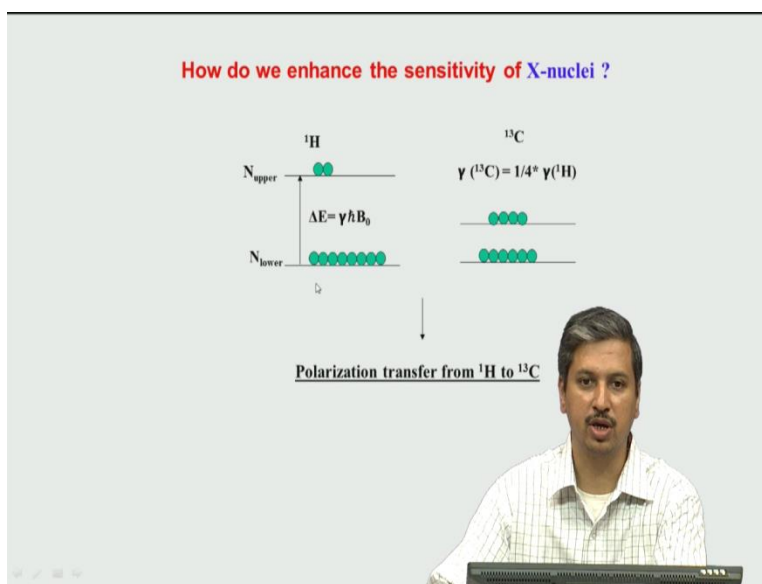 How do we enhance the sensitivity of X-nuclei ?
¹H
¹³C
N_upper
γ (¹³C) = 1/4* γ(¹H)
ΔE= γℏB₀
N_lower
Polarization transfer from ¹H to ¹³C